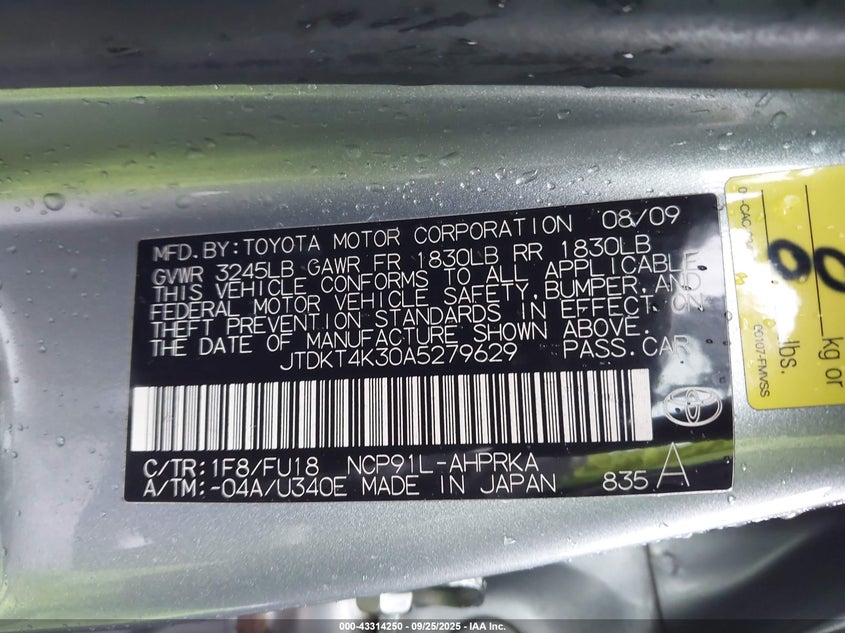 MFD. BY: TOYOTA MOTOR CORPORATION 08/09
GVWR 3245LB GAWR FR 1830LB RR 1830LB
THIS VEHICLE CONFORMS TO ALL APPLICABLE
FEDERAL MOTOR VEHICLE SAFETY, BUMPER, AND
THEFT PREVENTION STANDARDS IN EFFECT ON
THE DATE OF MANUFACTURE SHOWN ABOVE.
JTDKT4K30A5279629 PASS. CAR
C/TR: 1F8/FU18 NCP91L-AHPRKA
A/TM: -04A/U340E MADE IN JAPAN 835 A
kg or
lbs.
00107-FMVSS
000-43314250 - 09/25/2025 - IAA Inc.